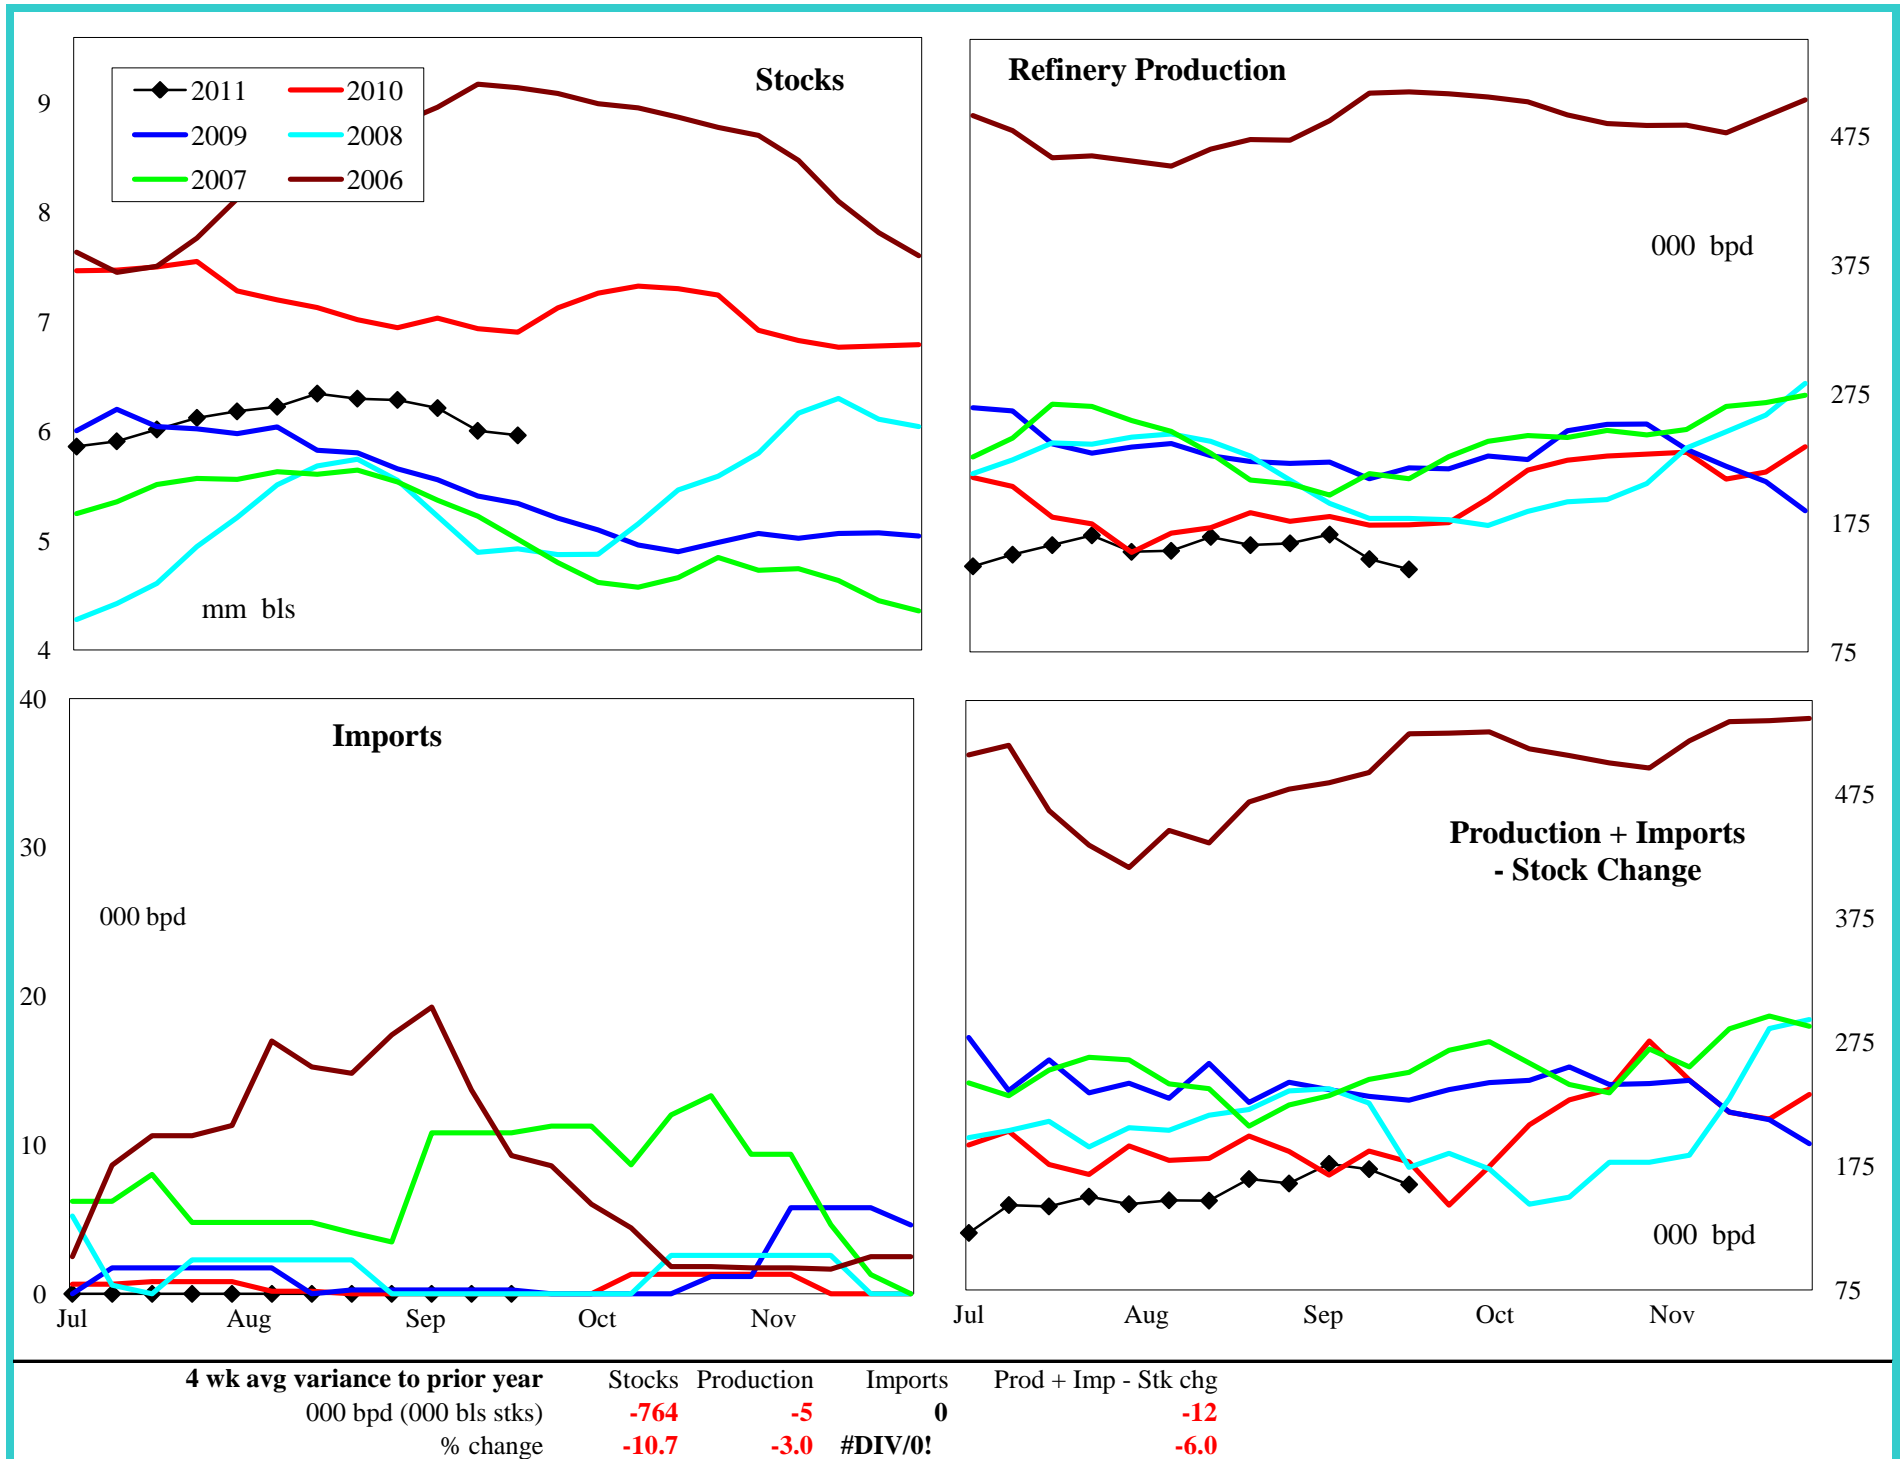 Stocks
2011 2010
2009 2008
2007 2006
9
8
7
6
5
4
mm bls
Refinery Production
000 bpd
475
375
275
175
75
Imports
000 bpd
40
30
20
10
0
Jul Aug Sep Oct Nov
Production + Imports
- Stock Change
000 bpd
475
375
275
175
75
Jul Aug Sep Oct Nov
4 wk avg variance to prior year Stocks Production Imports Prod + Imp - Stk chg
000 bpd (000 bls stks) -764 -5 0 -12
% change -10.7 -3.0 #DIV/0! -6.0